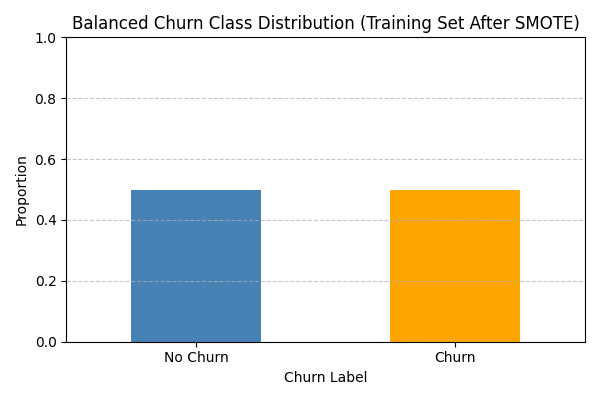 Balanced Churn Class Distribution (Training Set After SMOTE)
1.0
0.8
0.6
0.4
0.2
0.0
Proportion
No Churn
Churn
Churn Label